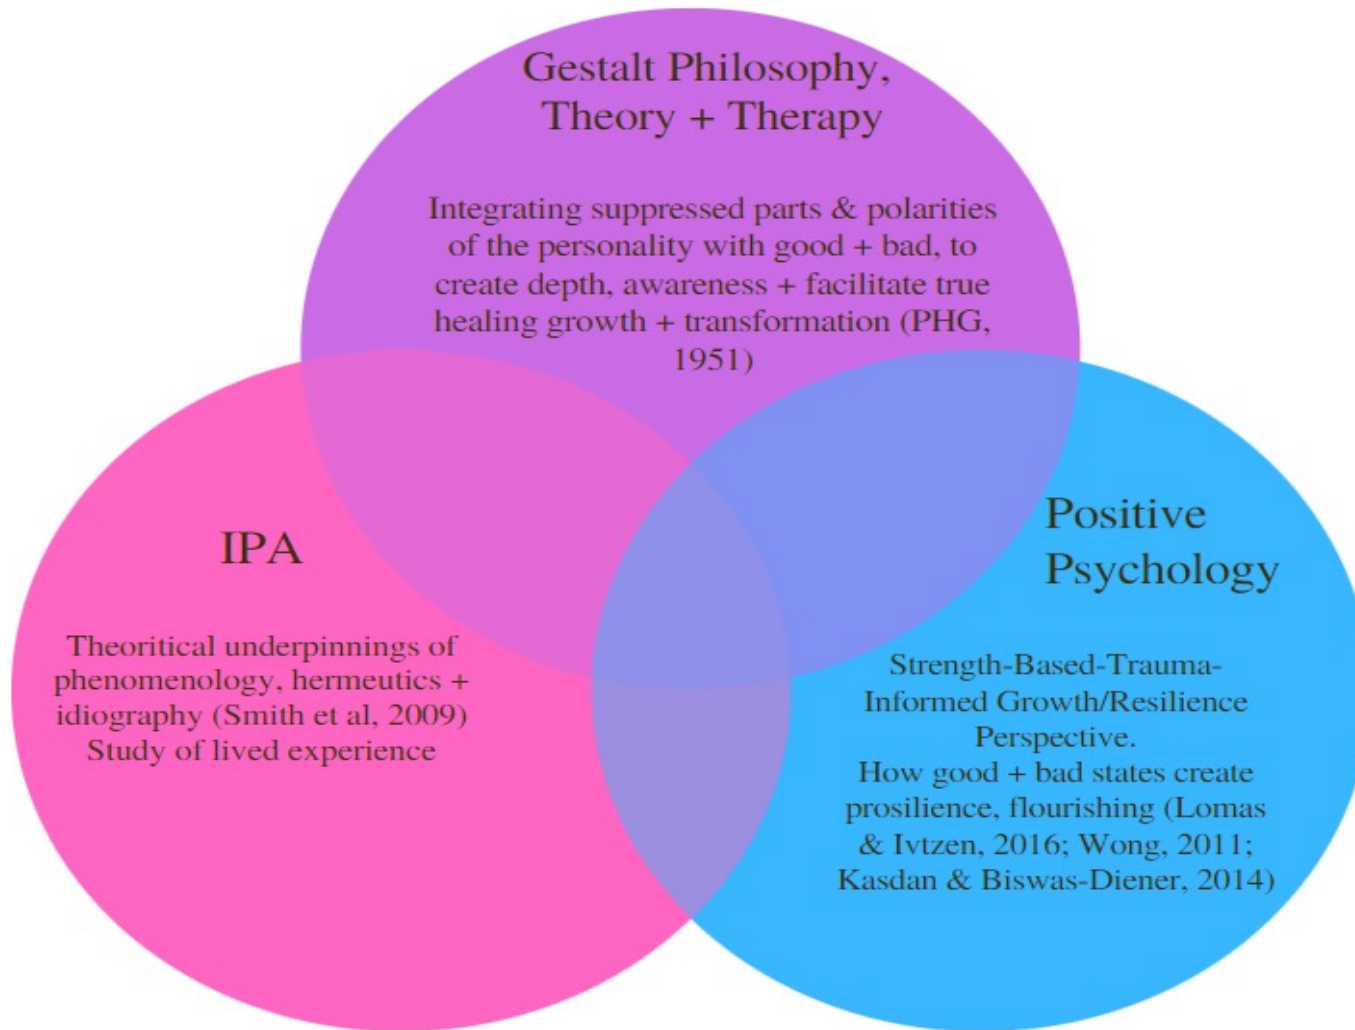 Gestalt Philosophy,
Theory + Therapy
Integrating suppressed parts & polarities
of the personality with good + bad, to
create depth, awareness + facilitate true
healing growth + transformation (PHG,
1951)
IPA
Theoritical underpinnings of
phenomenology, hermeutics +
idiography (Smith et al, 2009)
Study of lived experience
Positive
Psychology
Strength-Based-Trauma-
Informed Growth/Resilience
Perspective.
How good + bad states create
prosilience, flourishing (Lomas
& Ivtzen, 2016; Wong, 2011;
Kasdan & Biswas-Diener, 2014)